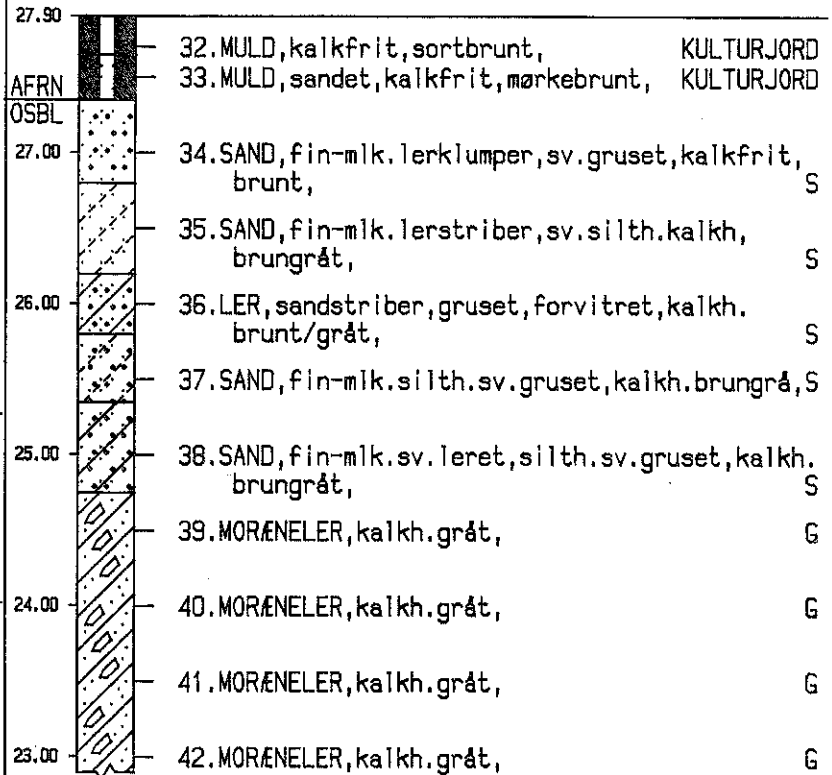 27.90
32.MULD,kalkfrit,sortbrunt, KULTURJORD
AFRN 33.MULD,sandet,kalkfrit,mørkebrunt, KULTURJORD
OSBL
27.00 34.SAND,fin-mlk.lerklumper,sv.gruset,kalkfrit,
brunt, S
35.SAND,fin-mlk.lerstriber,sv.silth.kalkh,
brungråt, S
26.00 36.LER,sandstriber,gruset,forvitret,kalkh.
brunt/gråt, S
37.SAND,fin-mlk.silth.sv.gruset,kalkh.brungrå,S
25.00 38.SAND,fin-mlk.sv.leret,silth.sv.gruset,kalkh.
brungråt, S
39.MORÆNELER,kalkh.gråt, G
24.00 40.MORÆNELER,kalkh.gråt, G
41.MORÆNELER,kalkh.gråt, G
23.00 42.MORÆNELER,kalkh.gråt, G